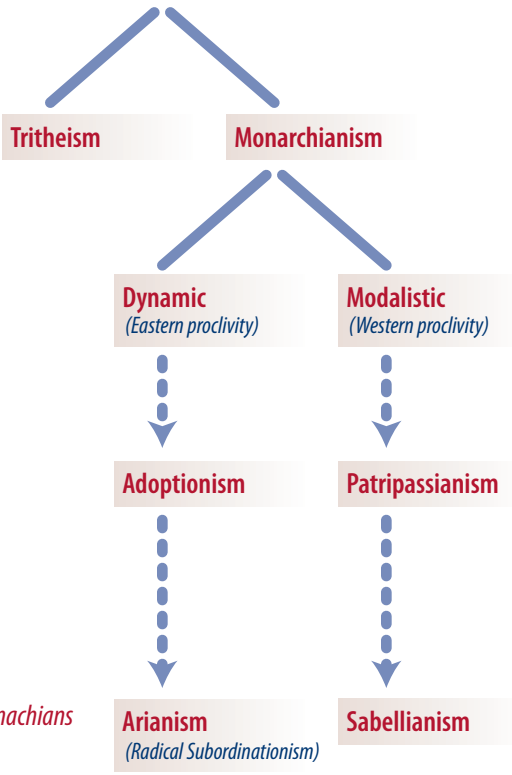 Tritheism
Monarchianism
Dynamic
(Eastern proclivity)
Modalistic
(Western proclivity)
Adoptionism
Patripassianism
Arianism
(Radical Subordinationism)
Sabellianism